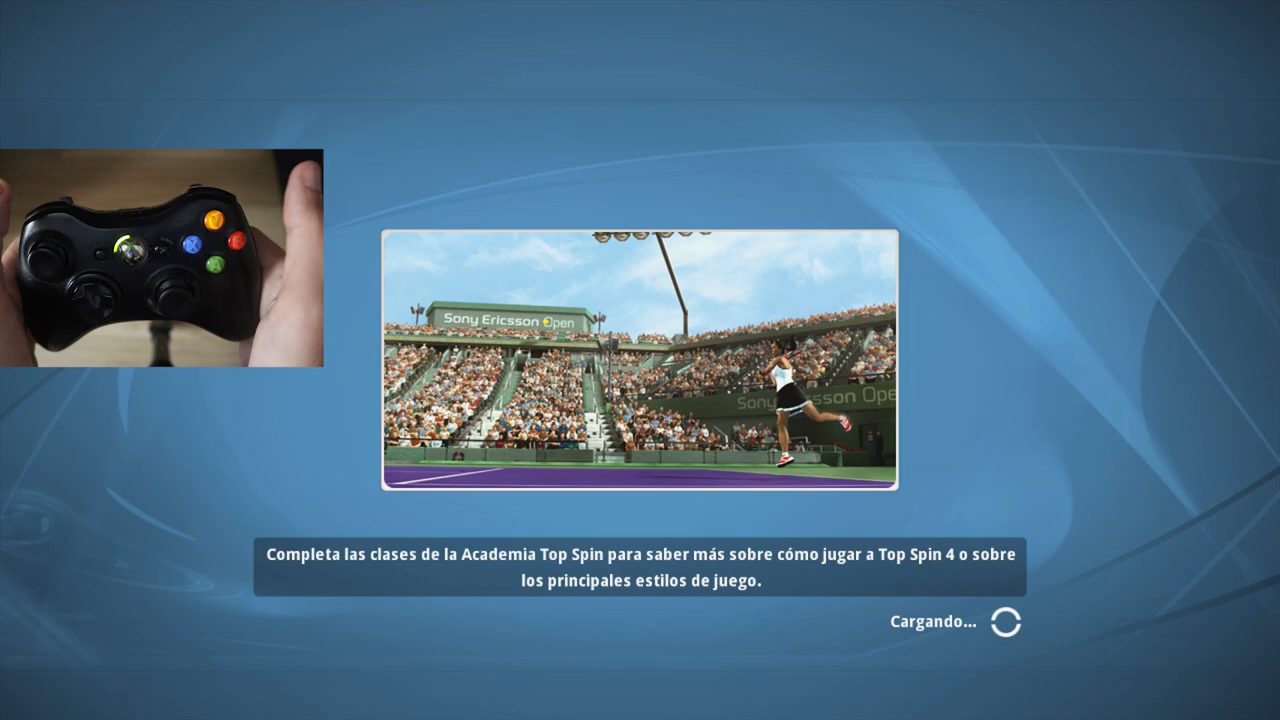 Sony Ericsson Open
Sony Ericsson Ope
Completa las clases de la Academia Top Spin para saber más sobre cómo jugar a Top Spin 4 o sobre
los principales estilos de juego.
Cargando...